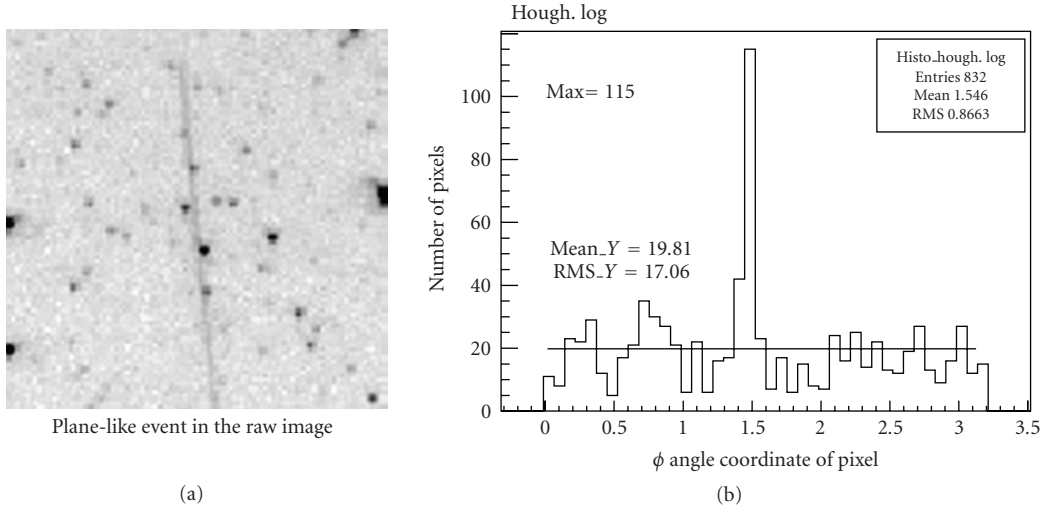 Plane-like event in the raw image
(a)
Hough. log
Histo_hough. log
Entries 832
Mean 1.546
RMS 0.8663
Max= 115
Mean_Y = 19.81
RMS_Y = 17.06
Number of pixels
100
80
60
40
20
0
0 0.5 1 1.5 2 2.5 3 3.5
ϕ angle coordinate of pixel
(b)